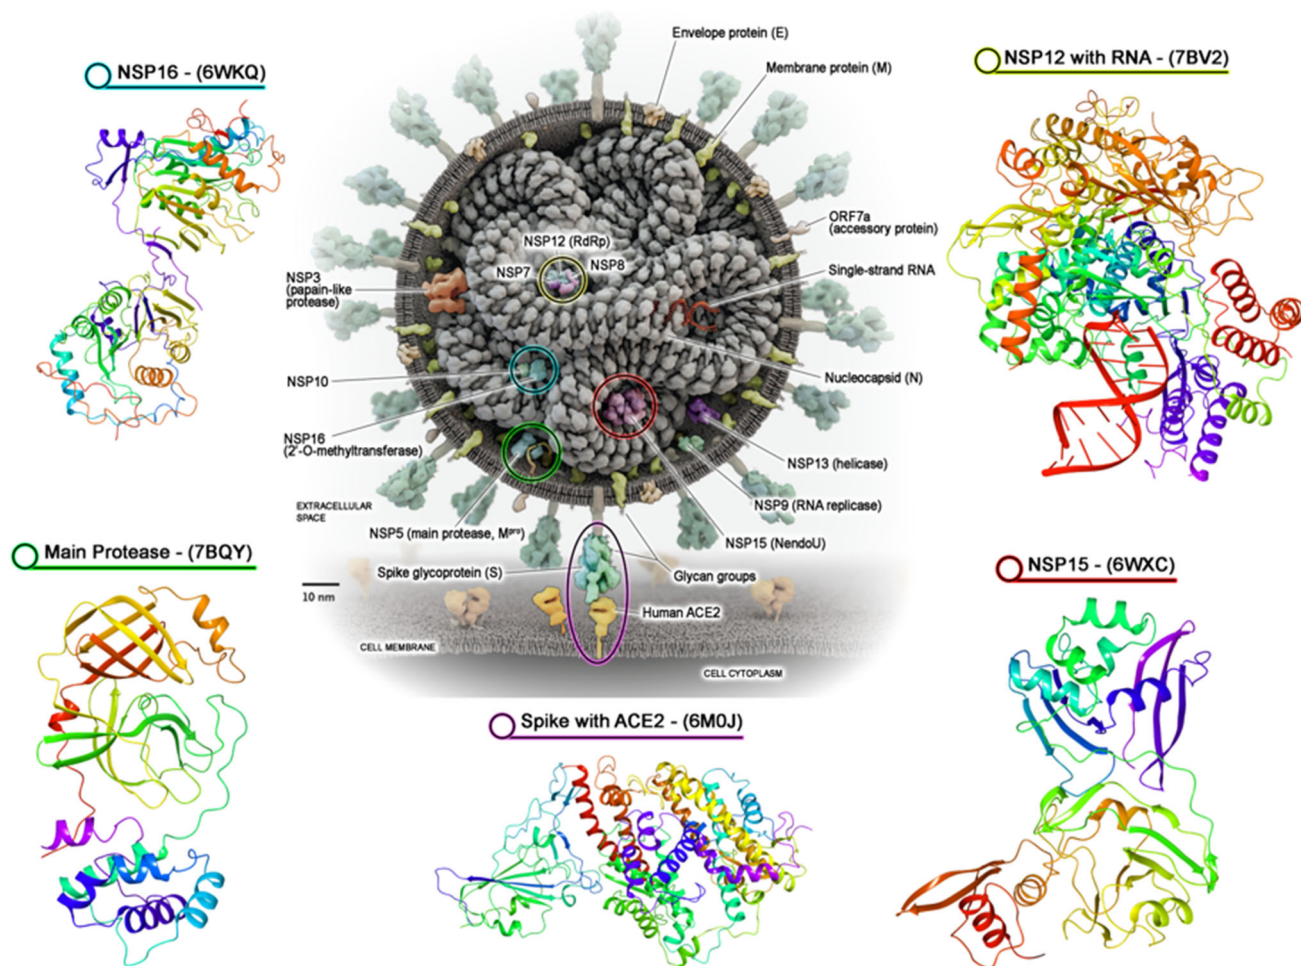 Envelope protein (E)
NSP16 - (6WKQ)
NSP12 with RNA - (7BV2)
Membrane protein (M)
ORF7a
(accessory protein)
NSP12 (RdRp)
NSP7
NSP8
NSP3
(papain-like
protease)
Single-strand RNA
NSP10
Nucleocapsid (N)
NSP16
(2'-O-methyltransferase)
NSP13 (helicase)
EXTRACELLULAR
SPACE
NSP9 (RNA replicase)
NSP5 (main protease, Mᵖʳᵒ)
NSP15 (NendoU)
Main Protease - (7BQY)
Spike glycoprotein (S)
Glycan groups
NSP15 - (6WXC)
10 nm
Human ACE2
CELL MEMBRANE
CELL CYTOPLASM
Spike with ACE2 - (6M0J)